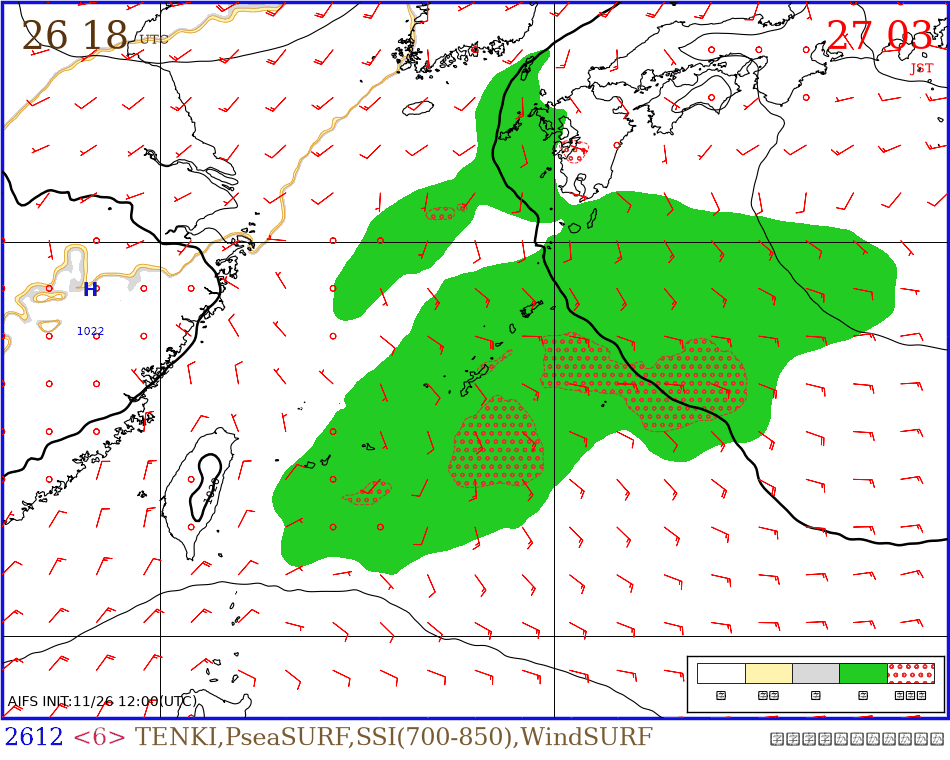 26 18 UTC
27 03
JST
H
1022
1020
AIFS INIT:11/26 12:00(UTC)
2612 <6> TENKI,PseaSURF,SSI(700-850),WindSURF